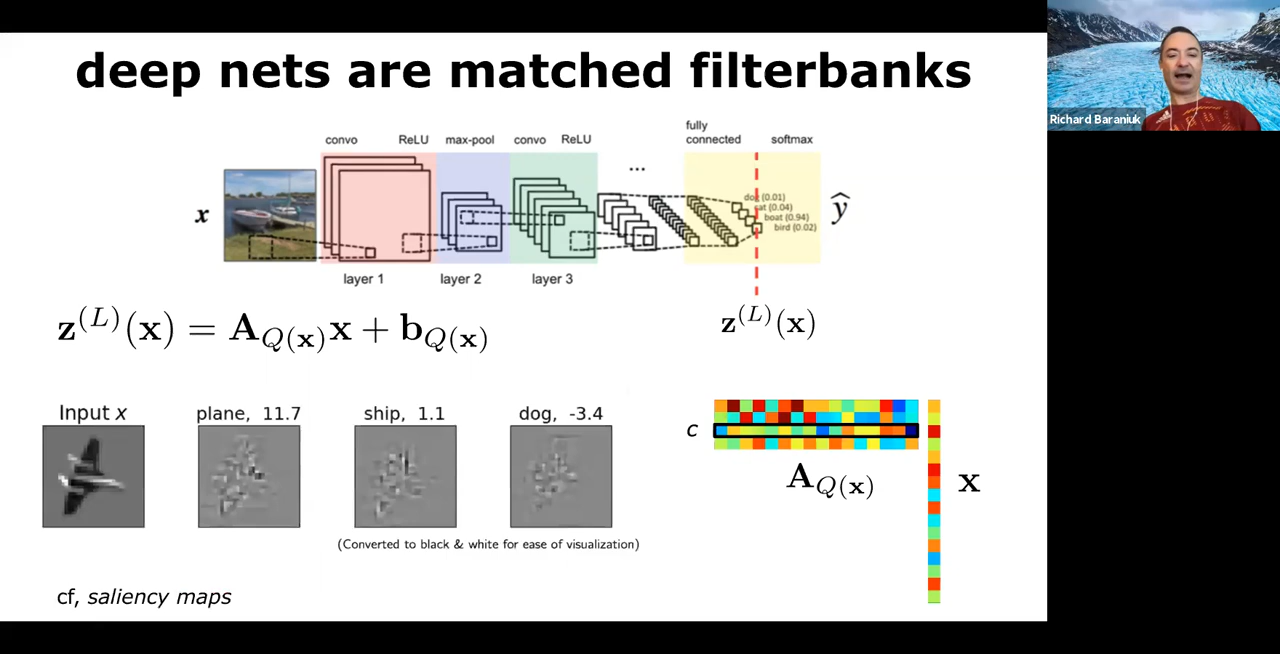 deep nets are matched filterbanks
Richard Baraniuk
convo ReLU max-pool convo ReLU ... fully connected softmax
x
dog (0.01)
cat (0.04)
boat (0.94)
bird (0.02)
ŷ
layer 1 layer 2 layer 3
z^(L)(x) = A_Q(x) x + b_Q(x)
z^(L)(x)
Input x plane, 11.7 ship, 1.1 dog, -3.4
c
A_Q(x)
x
(Converted to black & white for ease of visualization)
cf, saliency maps